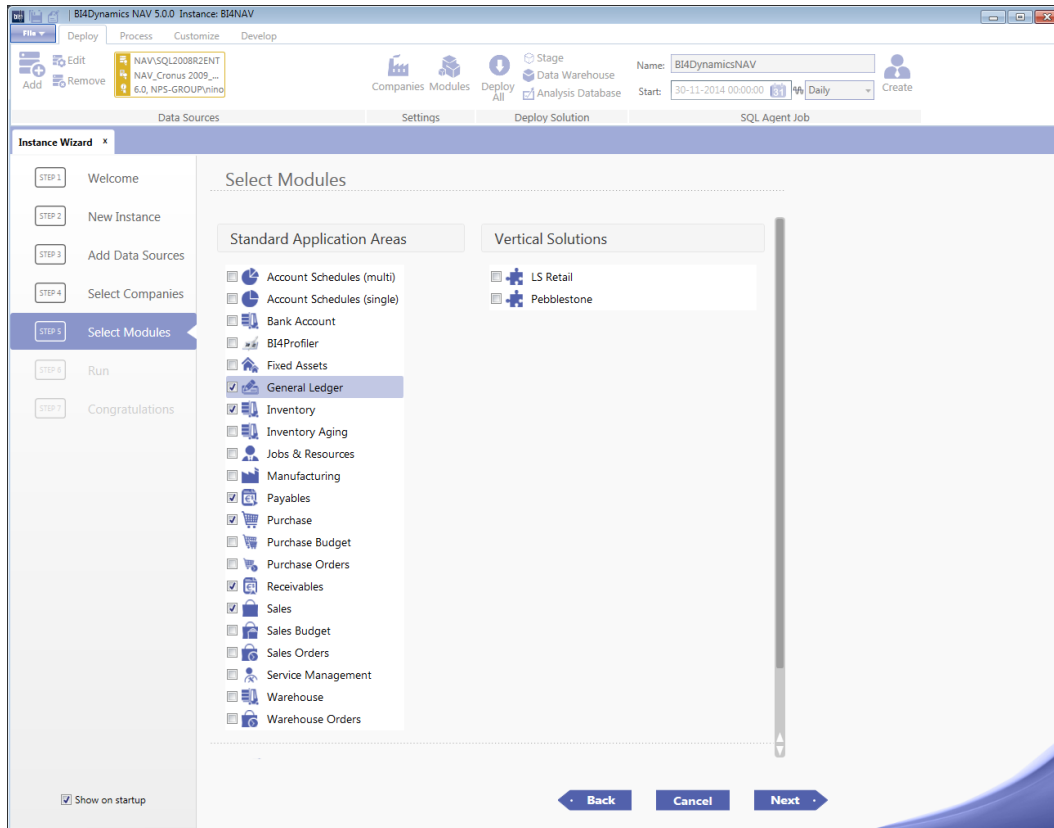 BI4Dynamics NAV 5.0.0 Instance: BI4NAV
File
Deploy
Process
Customize
Develop
Add
Edit
Remove
NAV\SQL2008R2ENT
NAV_Cronus 2009_...
6.0, NPS-GROUP\nino
Data Sources
Companies
Modules
Settings
Deploy All
Stage
Data Warehouse
Analysis Database
Deploy Solution
Name: BI4DynamicsNAV
Start: 30-11-2014 00:00:00 31 Daily
Create
SQL Agent Job
Instance Wizard x
STEP 1 Welcome
STEP 2 New Instance
STEP 3 Add Data Sources
STEP 4 Select Companies
STEP 5 Select Modules
STEP 6 Run
STEP 7 Congratulations
Show on startup
Select Modules
Standard Application Areas
Account Schedules (multi)
Account Schedules (single)
Bank Account
BI4Profiler
Fixed Assets
General Ledger
Inventory
Inventory Aging
Jobs & Resources
Manufacturing
Payables
Purchase
Purchase Budget
Purchase Orders
Receivables
Sales
Sales Budget
Sales Orders
Service Management
Warehouse
Warehouse Orders
Vertical Solutions
LS Retail
Pebblestone
Back
Cancel
Next